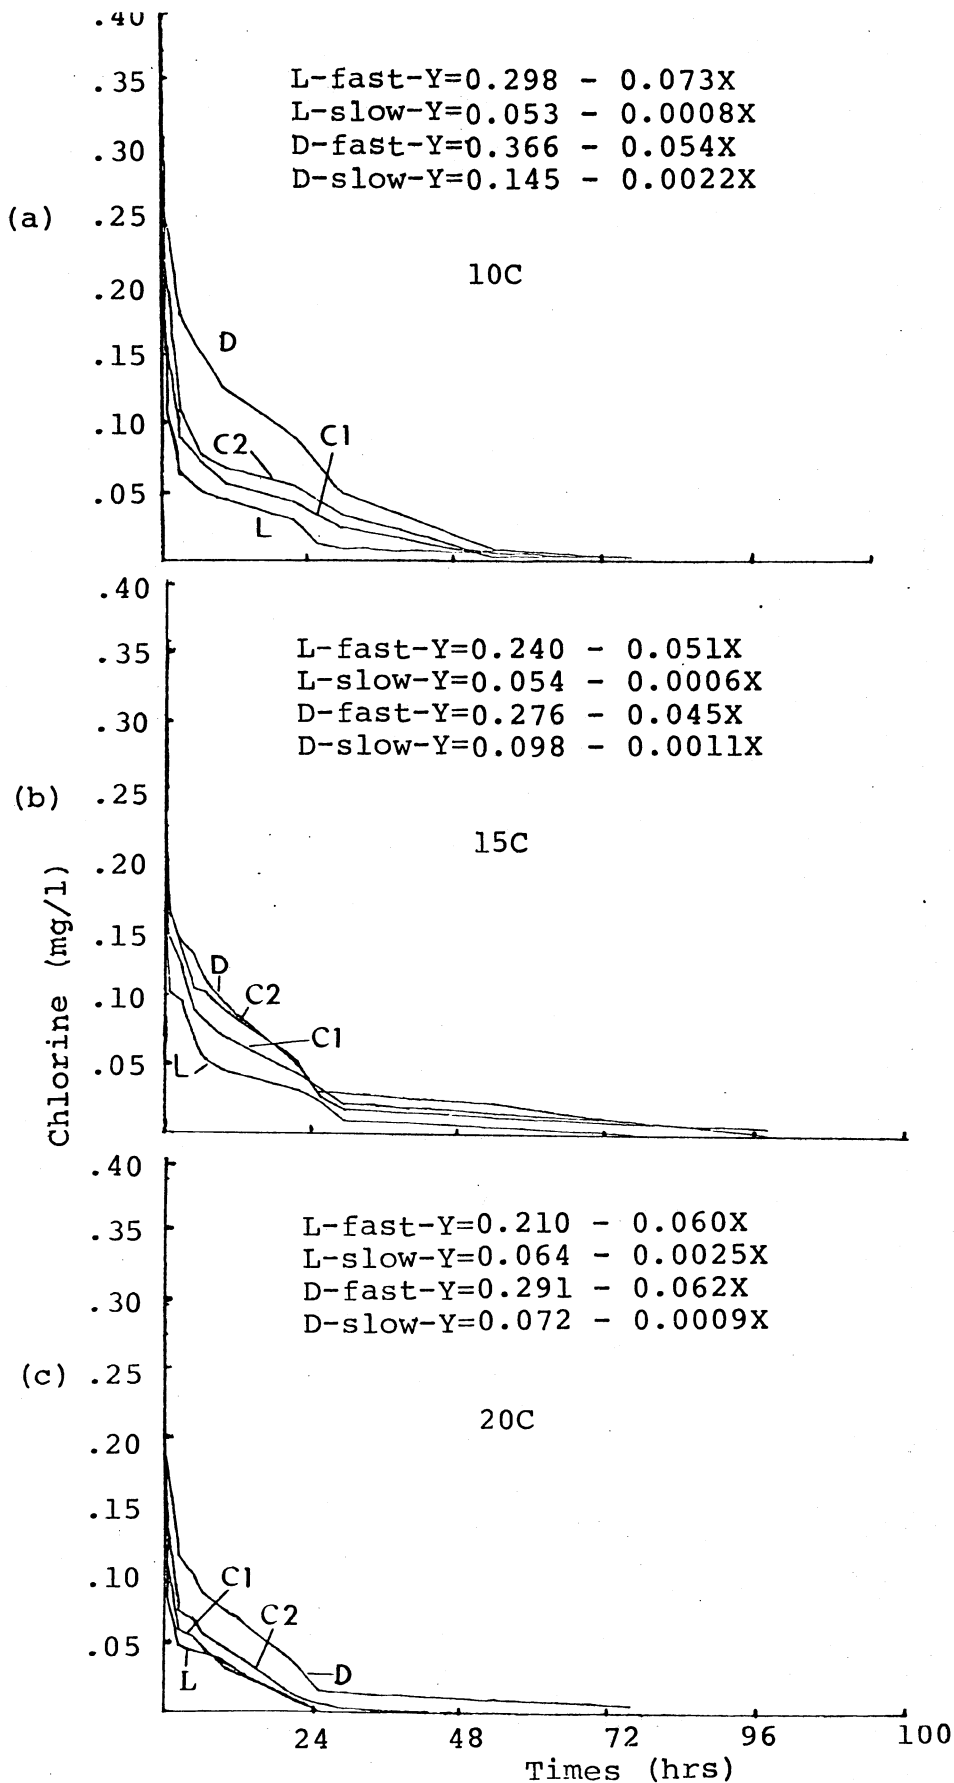 .40
.35
L-fast-Y=0.298 - 0.073X
L-slow-Y=0.053 - 0.0008X
.30
D-fast-Y=0.366 - 0.054X
D-slow-Y=0.145 - 0.0022X
(a)
.25
10C
.20
D
.15
.10
C2
C1
.05
L
.40
.35
L-fast-Y=0.240 - 0.051X
L-slow-Y=0.054 - 0.0006X
.30
D-fast-Y=0.276 - 0.045X
D-slow-Y=0.098 - 0.0011X
(b)
.25
15C
.20
Chlorine (mg/l)
.15
D
.10
C2
C1
.05
L
.40
.35
L-fast-Y=0.210 - 0.060X
L-slow-Y=0.064 - 0.0025X
.30
D-fast-Y=0.291 - 0.062X
D-slow-Y=0.072 - 0.0009X
(c)
.25
20C
.20
.15
.10
C1
C2
.05
D
L
24 48 72 96 100
Times (hrs)